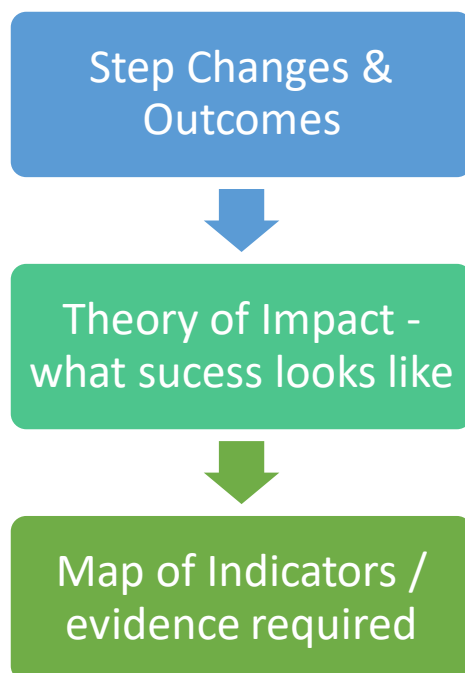 Step Changes &
Outcomes
Theory of Impact -
what sucess looks like
Map of Indicators /
evidence required